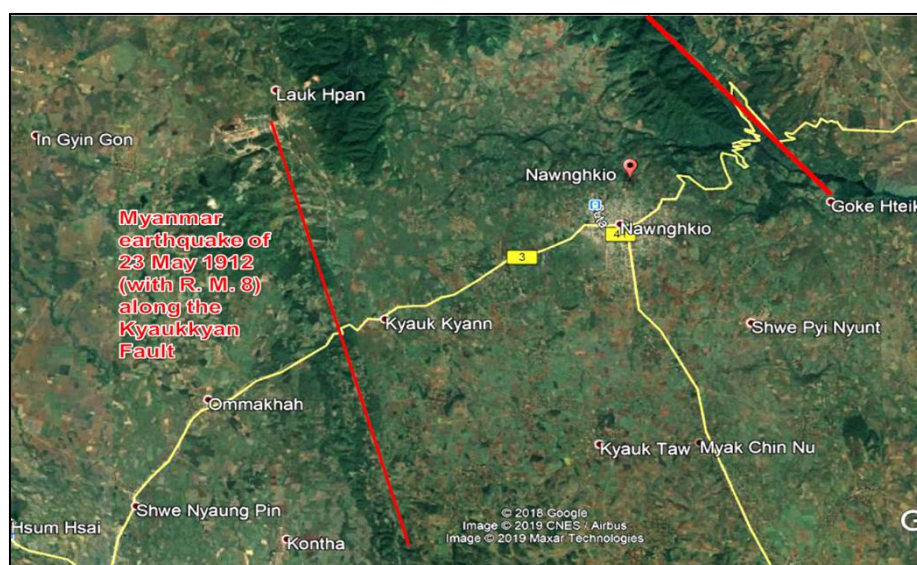 Lauk Hpan
In Gyin Gon
Nawnghkio
Goke Hteik
Myanmar
earthquake of
23 May 1912
(with R. M. 8)
along the
Kyaukkyan
Fault
Nawnghkio
4
3
Kyauk Kyann
Shwe Pyi Nyunt
Ommakhah
Kyauk Taw
Myak Chin Nu
Shwe Nyaung Pin
Hsum Hsai
Kontha
© 2018 Google
Image © 2019 CNES / Airbus
Image © 2019 Maxar Technologies
G